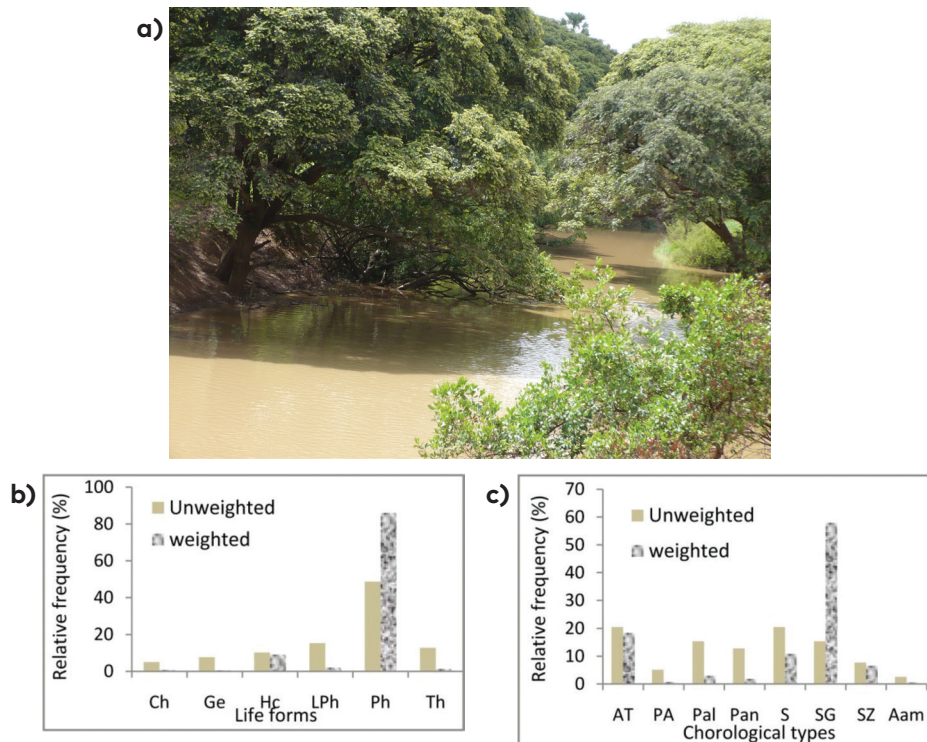 a)
b)
100
80
60
40
20
0
Relative frequency (%)
Unweighted
weighted
Ch Ge Hc LPh Ph Th
Life forms
c)
70
60
50
40
30
20
10
0
Relative frequency (%)
Unweighted
weighted
AT PA Pal Pan S SG SZ Aam
Chorological types